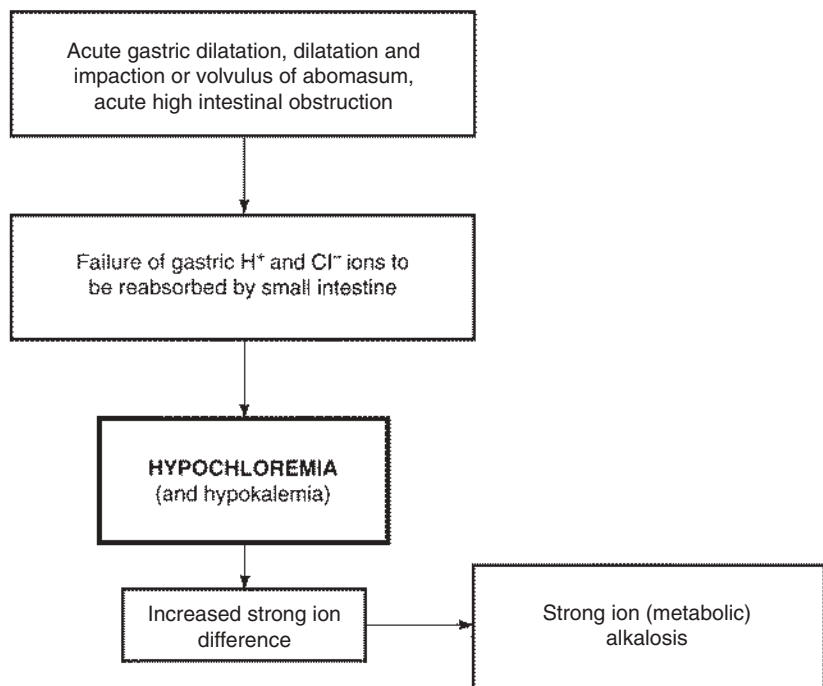 Acute gastric dilatation, dilatation and
impaction or volvulus of abomasum,
acute high intestinal obstruction
Failure of gastric H⁺ and Cl⁻ ions to
be reabsorbed by small intestine
HYPOCHLOREMIA
(and hypokalemia)
Increased strong ion
difference
Strong ion (metabolic)
alkalosis